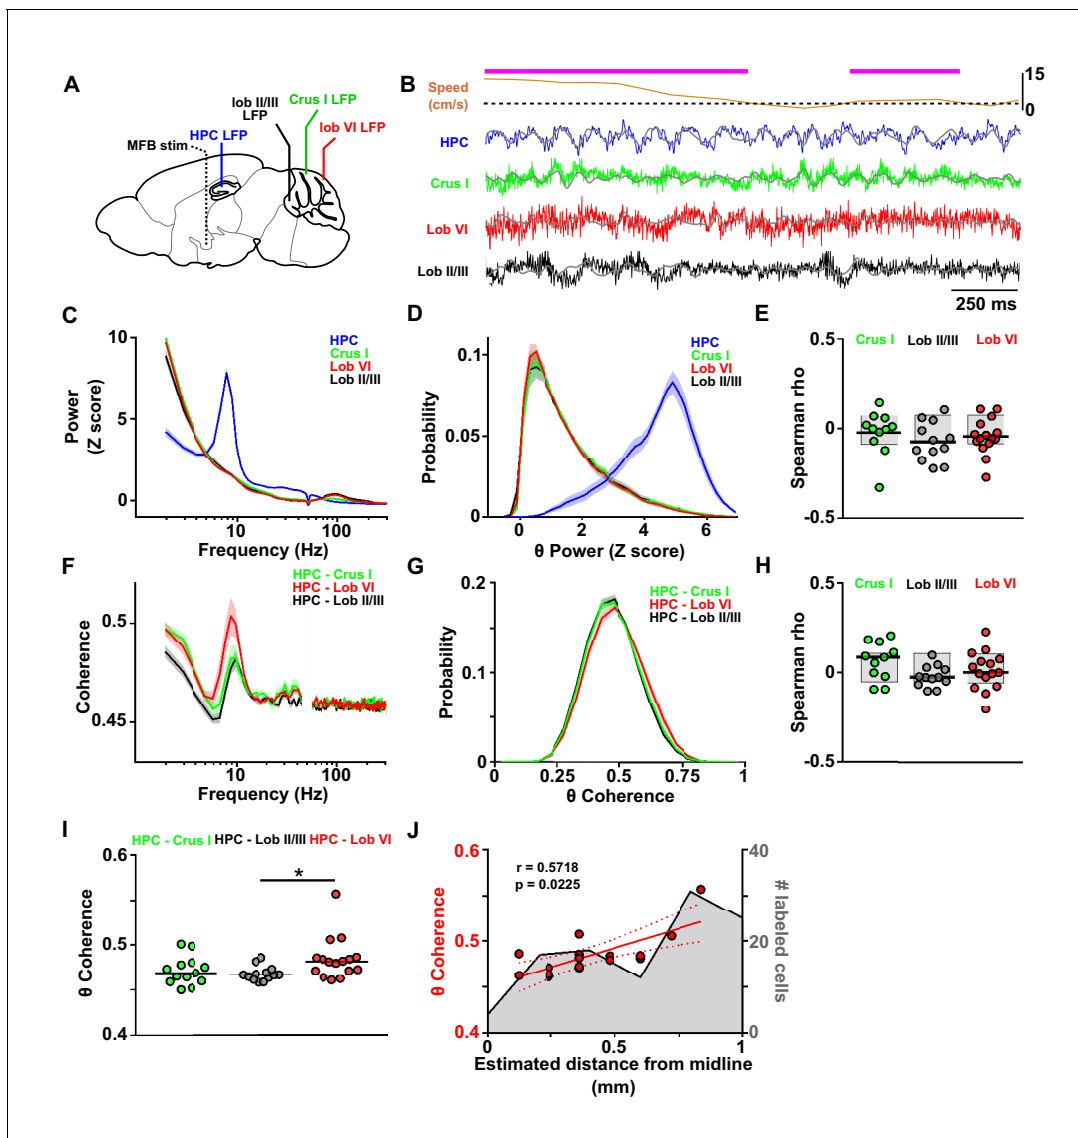 A
lob II/III
LFP
Crus I LFP
lob VI LFP
HPC LFP
MFB stim
B
Speed
(cm/s)
15
0
HPC
Crus I
Lob VI
Lob II/III
250 ms
C
10
5
0
Power
(Z score)
HPC
Crus I
Lob VI
Lob II/III
10
100
Frequency (Hz)
D
0.1
0.05
0
Probability
HPC
Crus I
Lob VI
Lob II/III
0
2
4
6
θ Power (Z score)
E
0.5
0
-0.5
Spearman rho
Crus I
Lob II/III
Lob VI
F
0.5
0.45
Coherence
HPC - Crus I
HPC - Lob VI
HPC - Lob II/III
10
100
Frequency (Hz)
G
0.2
0.1
0
Probability
HPC - Crus I
HPC - Lob VI
HPC - Lob II/III
0
0.25
0.5
0.75
1
θ Coherence
H
0.5
0
-0.5
Spearman rho
Crus I
Lob II/III
Lob VI
I
HPC - Crus I
HPC - Lob II/III
HPC - Lob VI
0.6
0.5
0.4
θ Coherence
*
J
0.6
0.5
0.4
θ Coherence
r = 0.5718
p = 0.0225
40
20
0
# labeled cells
0
0.5
1
Estimated distance from midline
(mm)